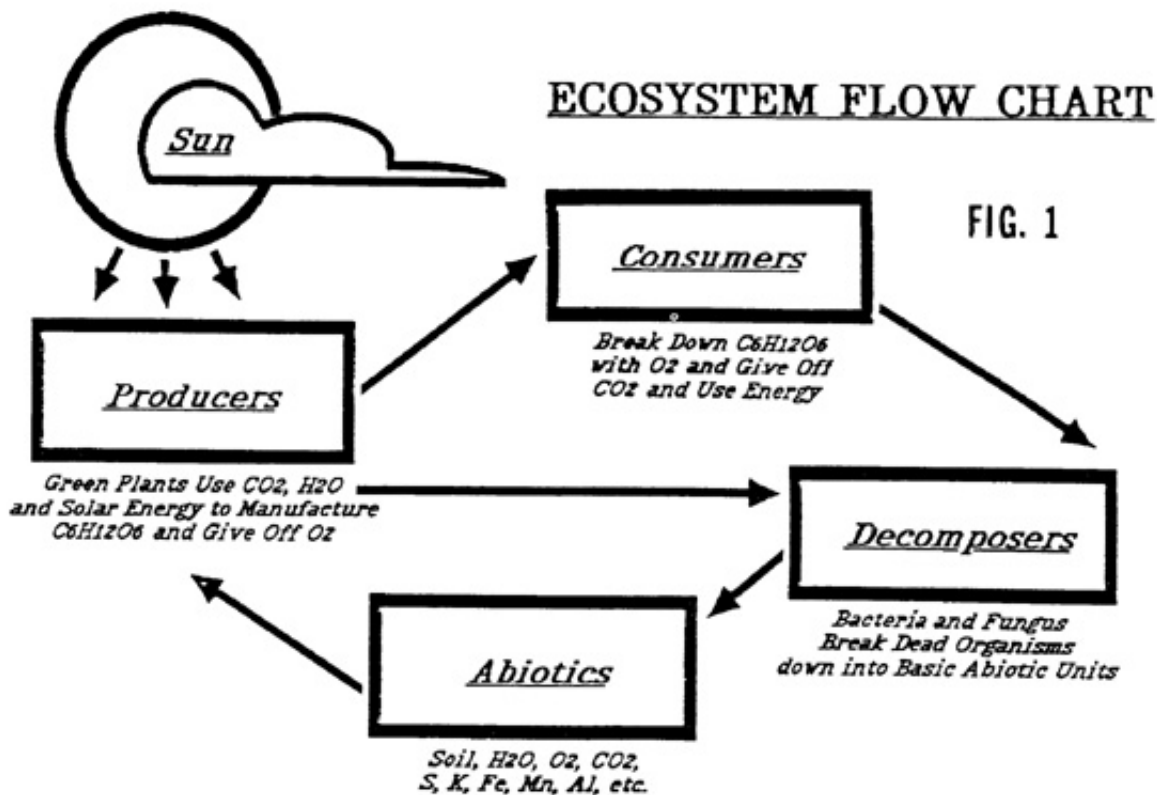 ECOSYSTEM FLOW CHART
FIG. 1
Sun
Consumers
Break Down C6H12O6
with O2 and Give Off
CO2 and Use Energy
Producers
Green Plants Use CO2, H2O
and Solar Energy to Manufacture
C6H12O6 and Give Off O2
Decomposers
Bacteria and Fungus
Break Dead Organisms
down into Basic Abiotic Units
Abiotics
Soil, H2O, O2, CO2,
S, K, Fe, Mn, Al, etc.